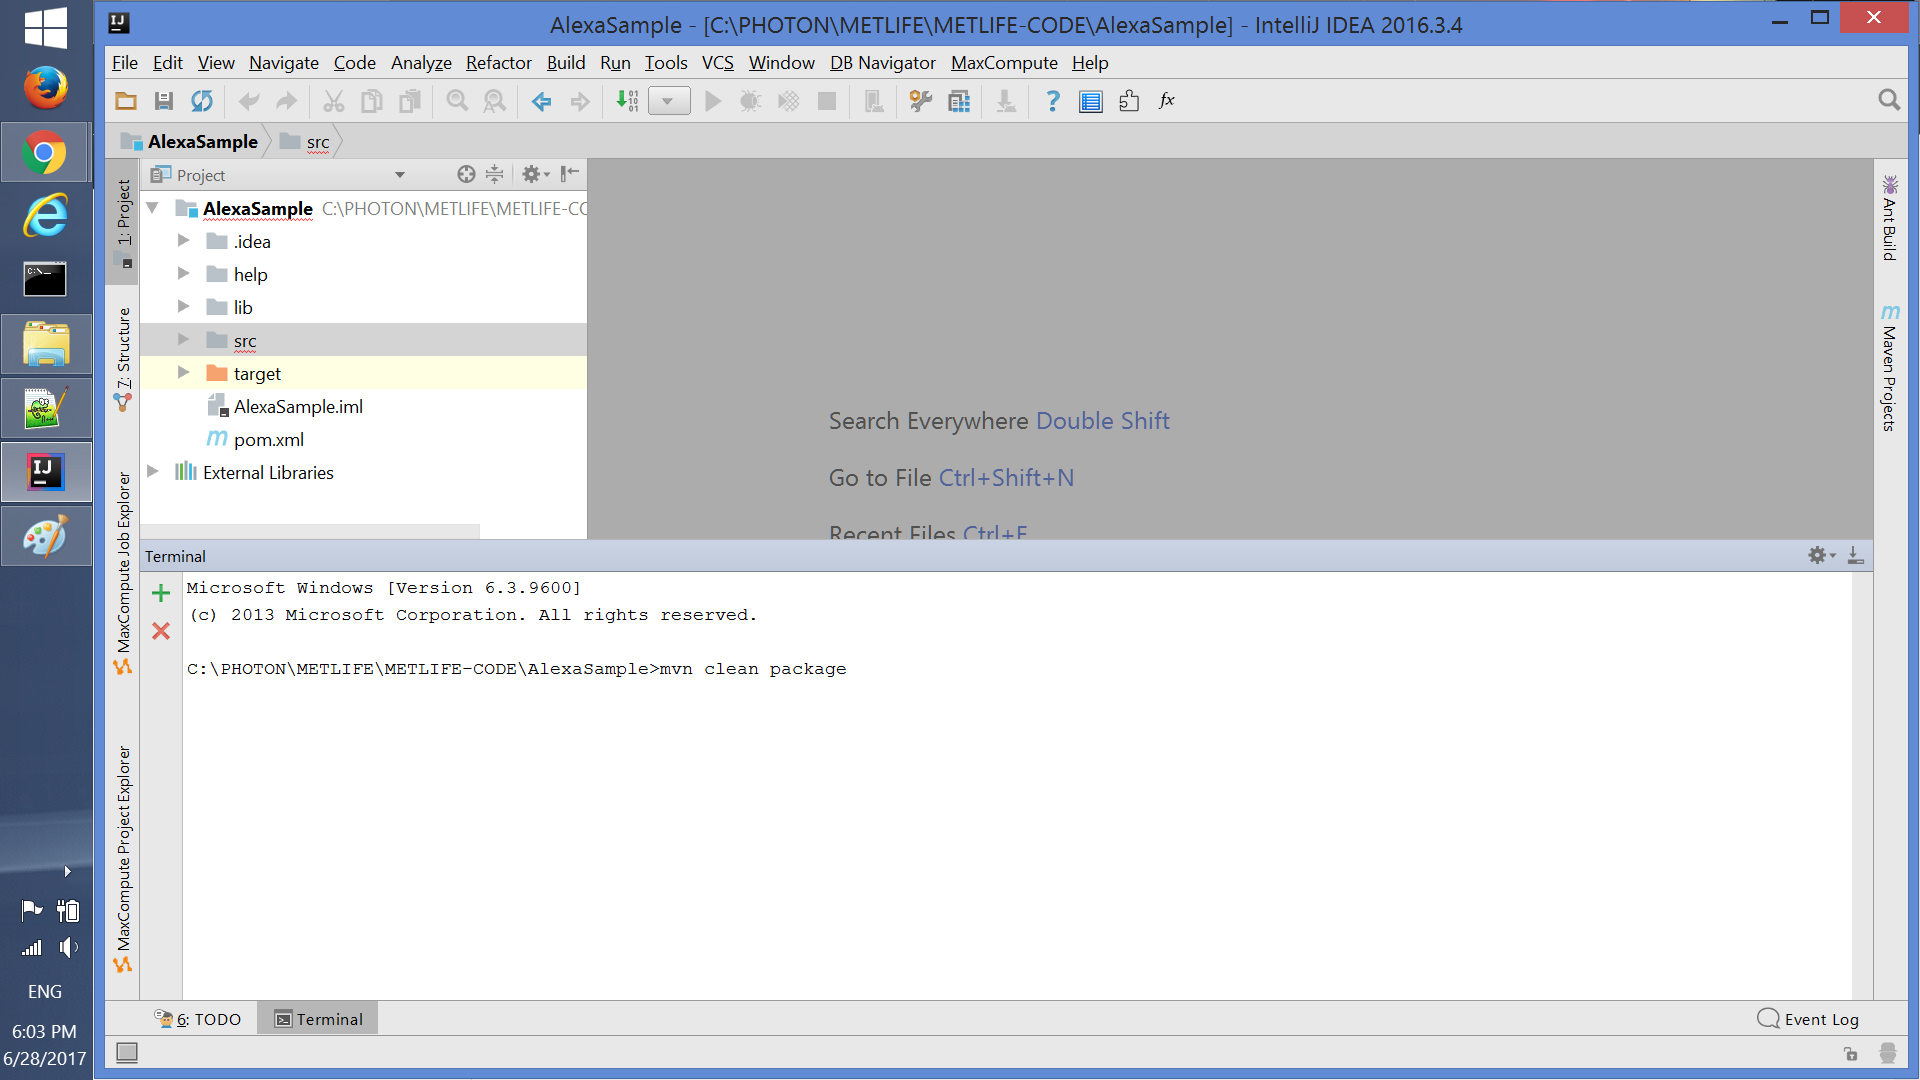 AlexaSample - [C:\PHOTON\METLIFE\METLIFE-CODE\AlexaSample] - IntelliJ IDEA 2016.3.4
File Edit View Navigate Code Analyze Refactor Build Run Tools VCS Window DB Navigator MaxCompute Help
AlexaSample src
Project
AlexaSample C:\PHOTON\METLIFE\METLIFE-CO
.idea
help
lib
src
target
AlexaSample.iml
pom.xml
External Libraries
1: Project
7: Structure
MaxCompute Job Explorer
MaxCompute Project Explorer
Search Everywhere Double Shift
Go to File Ctrl+Shift+N
Recent Files Ctrl+E
Ant Build
Maven Projects
Terminal
Microsoft Windows [Version 6.3.9600]
(c) 2013 Microsoft Corporation. All rights reserved.
C:\PHOTON\METLIFE\METLIFE-CODE\AlexaSample>mvn clean package
6: TODO Terminal
Event Log
ENG
6:03 PM
6/28/2017